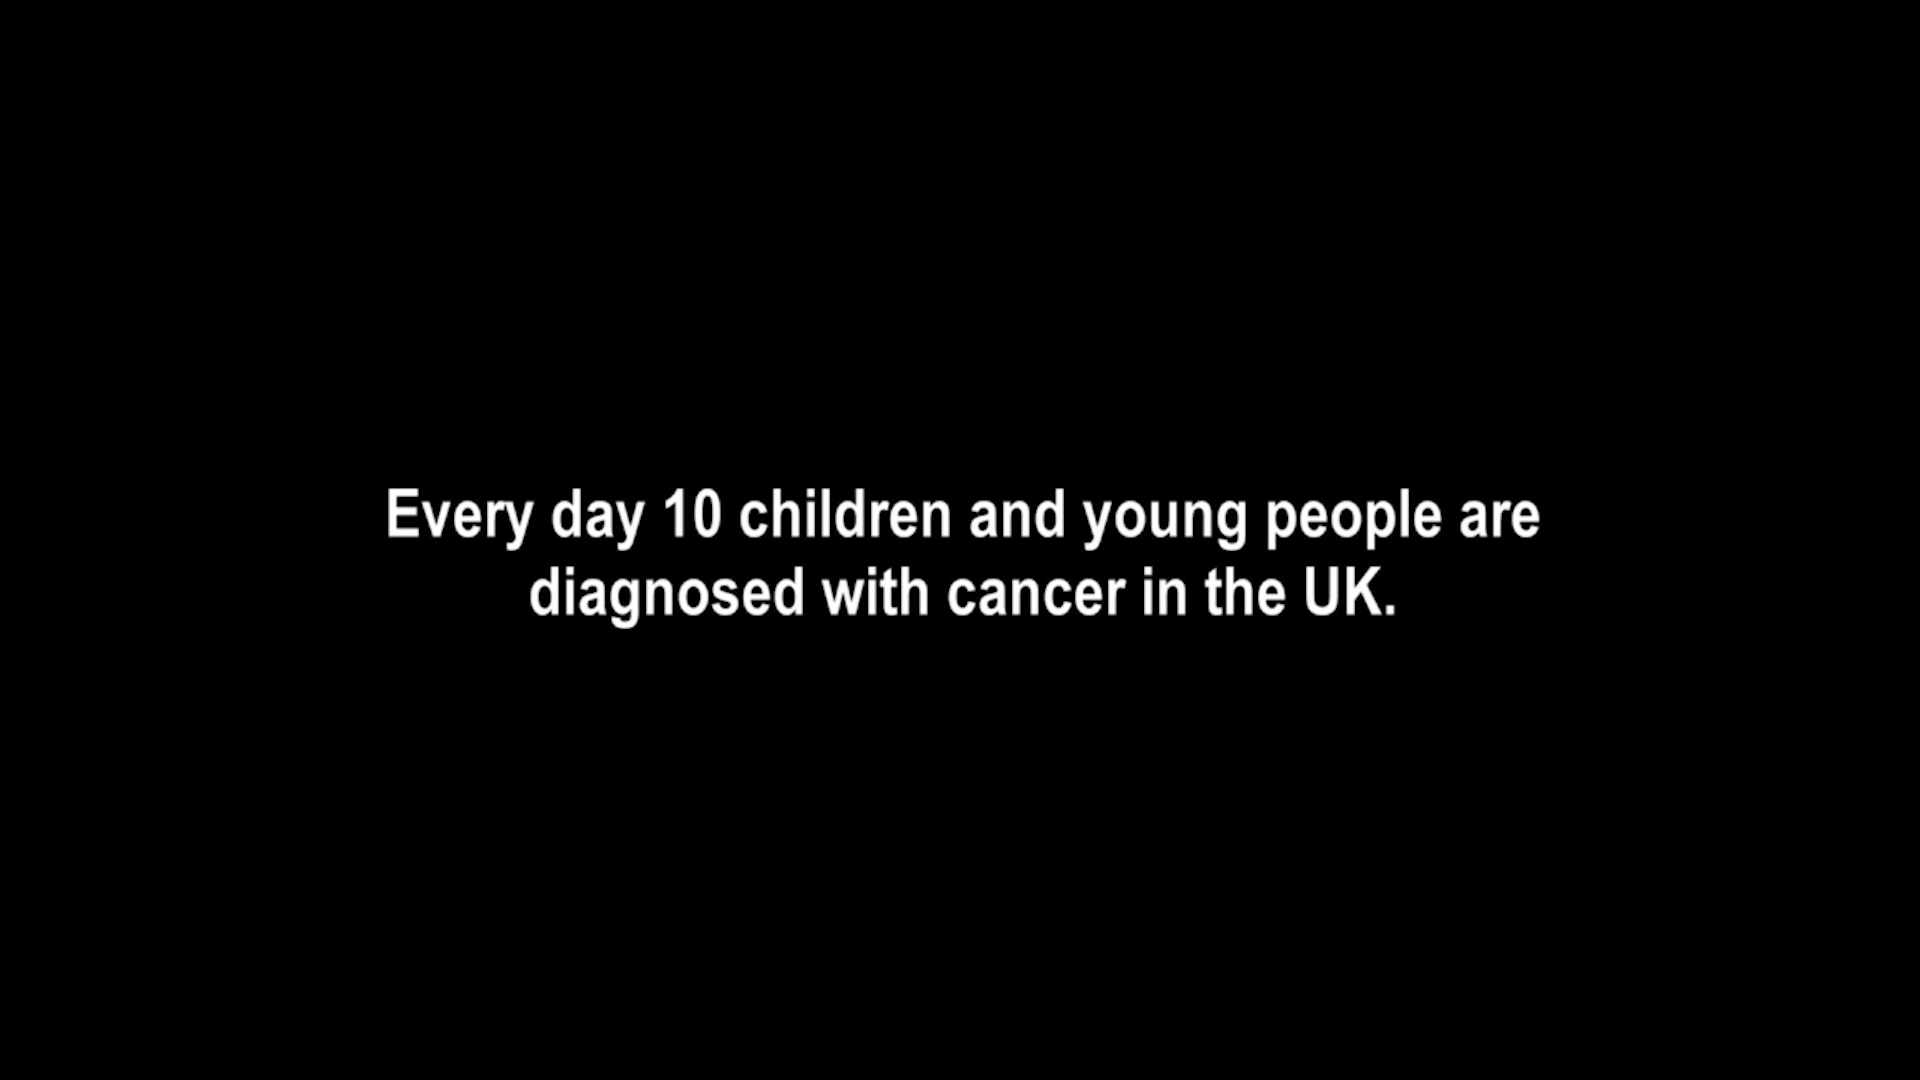 Every day 10 children and young people are
diagnosed with cancer in the UK.